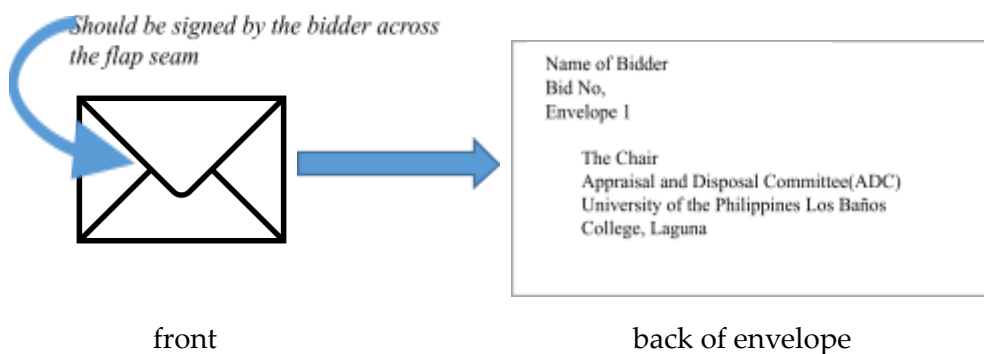 Should be signed by the bidder across
the flap seam
Name of Bidder
Bid No,
Envelope 1
The Chair
Appraisal and Disposal Committee(ADC)
University of the Philippines Los Baños
College, Laguna
front
back of envelope